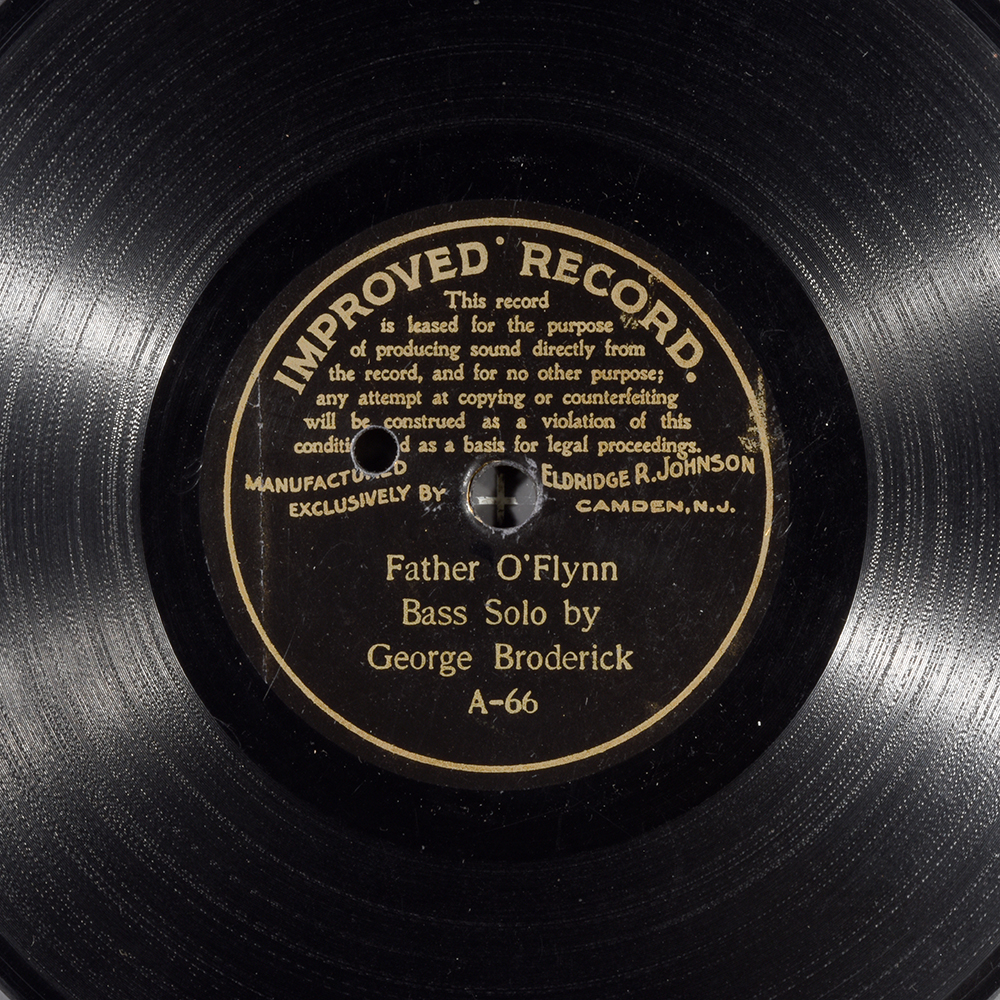 IMPROVED RECORD.
This record
is leased for the purpose
of producing sound directly from
the record, and for no other purpose;
any attempt at copying or counterfeiting
will be construed as a violation of this
conditi d as a basis for legal proceedings.
MANUFACTURED
EXCLUSIVELY BY
ELDRIDGE R. JOHNSON
CAMDEN, N.J.
Father O'Flynn
Bass Solo by
George Broderick
A-66